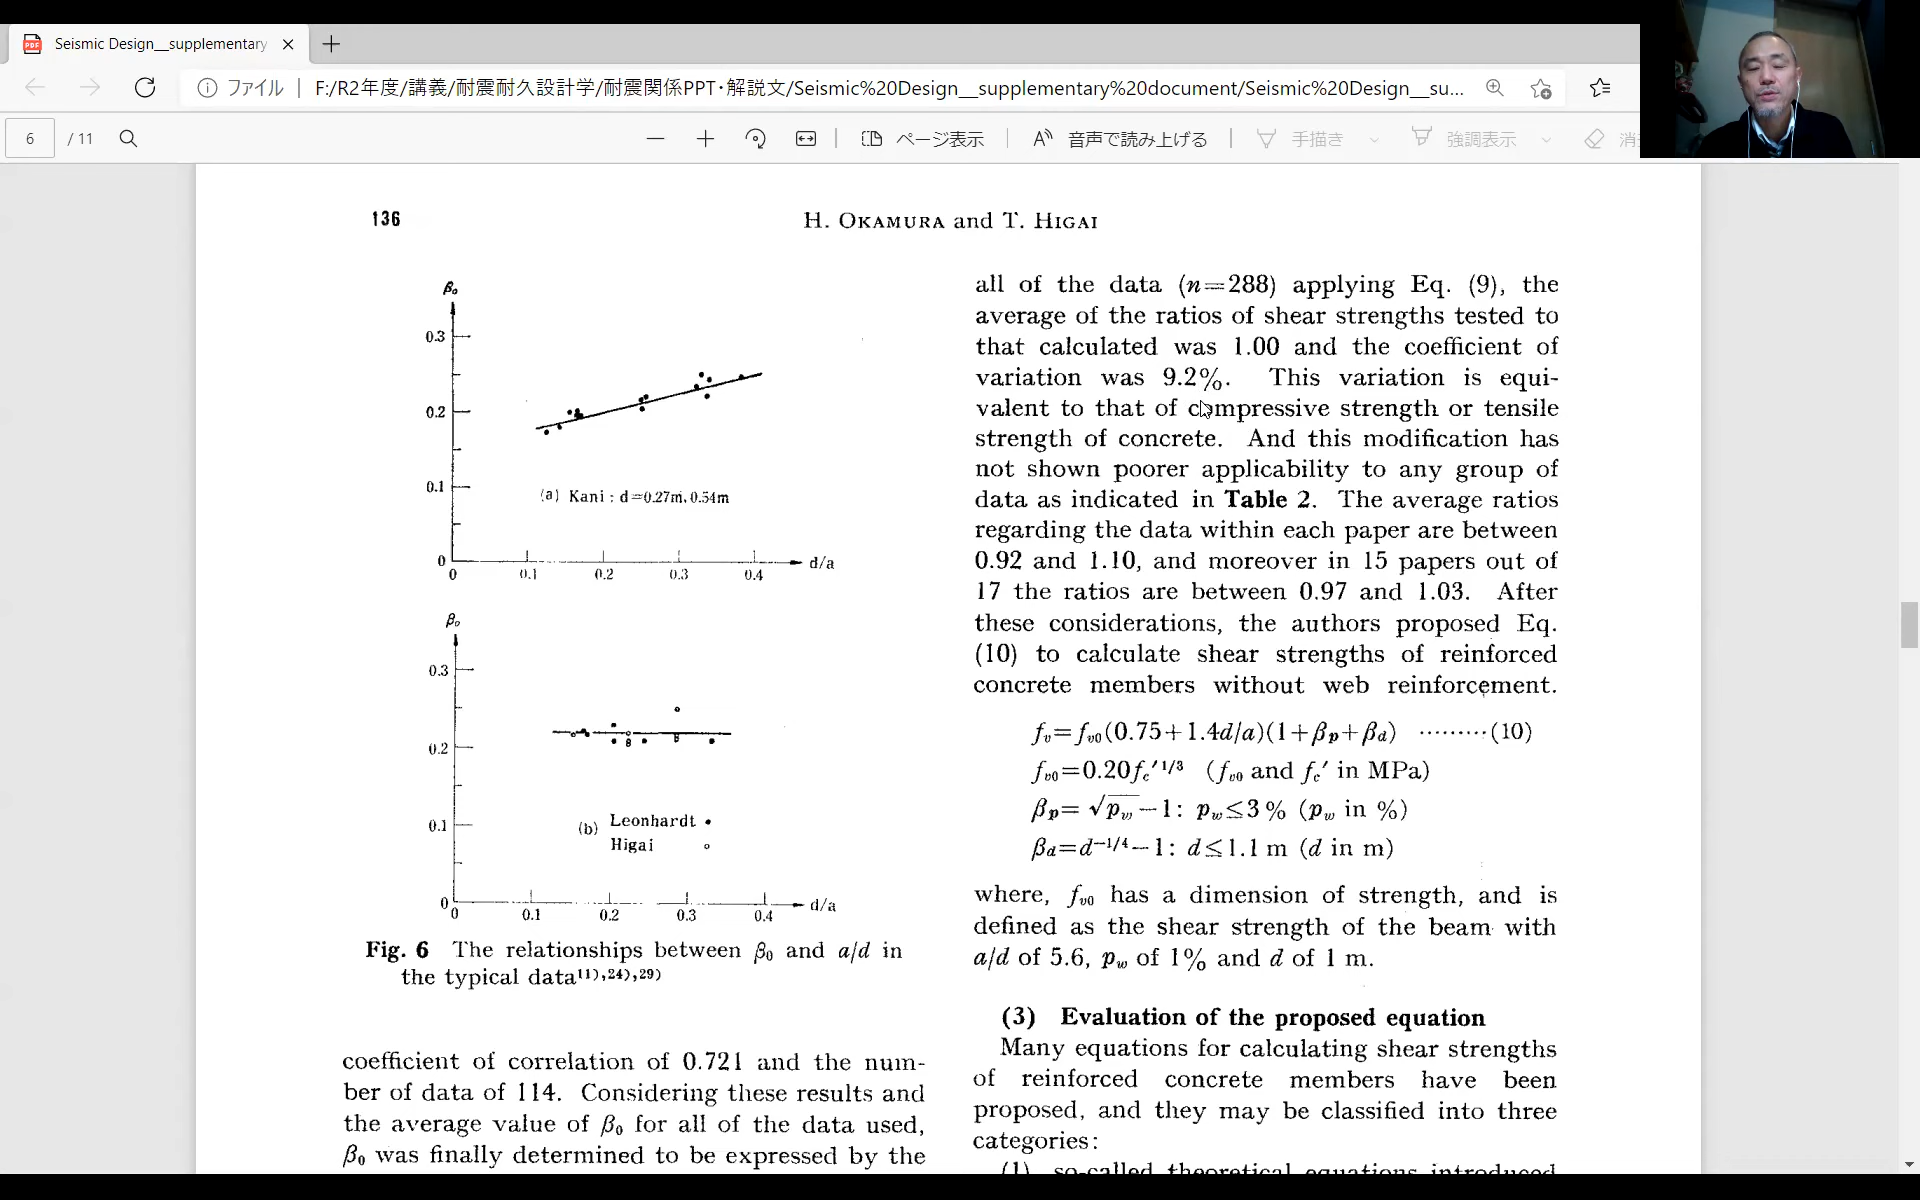 Seismic Design__supplementary
ファイル
F:/R2年度/講義/耐震耐久設計学/耐震関係PPT・解説文/Seismic%20Design__supplementary%20document/Seismic%20Design__su...
6 / 11
ページ表示
音声で読み上げる
手描き
強調表示
136
H. OKAMURA and T. HIGAI
β₀
0.3
0.2
0.1
0
(a) Kani : d=0.27m, 0.54m
0 0.1 0.2 0.3 0.4 d/a
β₀
0.3
0.2
0.1
0
(b) Leonhardt •
Higai ○
0 0.1 0.2 0.3 0.4 d/a
Fig. 6 The relationships between β₀ and a/d in
the typical data¹¹⁾,²⁴⁾,²⁹⁾
coefficient of correlation of 0.721 and the num-
ber of data of 114. Considering these results and
the average value of β₀ for all of the data used,
β₀ was finally determined to be expressed by the
all of the data (n=288) applying Eq. (9), the
average of the ratios of shear strengths tested to
that calculated was 1.00 and the coefficient of
variation was 9.2%. This variation is equi-
valent to that of compressive strength or tensile
strength of concrete. And this modification has
not shown poorer applicability to any group of
data as indicated in Table 2. The average ratios
regarding the data within each paper are between
0.92 and 1.10, and moreover in 15 papers out of
17 the ratios are between 0.97 and 1.03. After
these considerations, the authors proposed Eq.
(10) to calculate shear strengths of reinforced
concrete members without web reinforcement.
fᵥ=fᵥ₀(0.75+1.4d/a)(1+βp+βd) ·········(10)
fᵥ₀=0.20fc′¹/³ (fᵥ₀ and fc′ in MPa)
βp=√pw−1: pw≤3% (pw in %)
βd=d⁻¹/⁴−1: d≤1.1 m (d in m)
where, fᵥ₀ has a dimension of strength, and is
defined as the shear strength of the beam with
a/d of 5.6, pw of 1% and d of 1 m.
(3) Evaluation of the proposed equation
Many equations for calculating shear strengths
of reinforced concrete members have been
proposed, and they may be classified into three
categories:
(1) so-called theoretical equations introduced